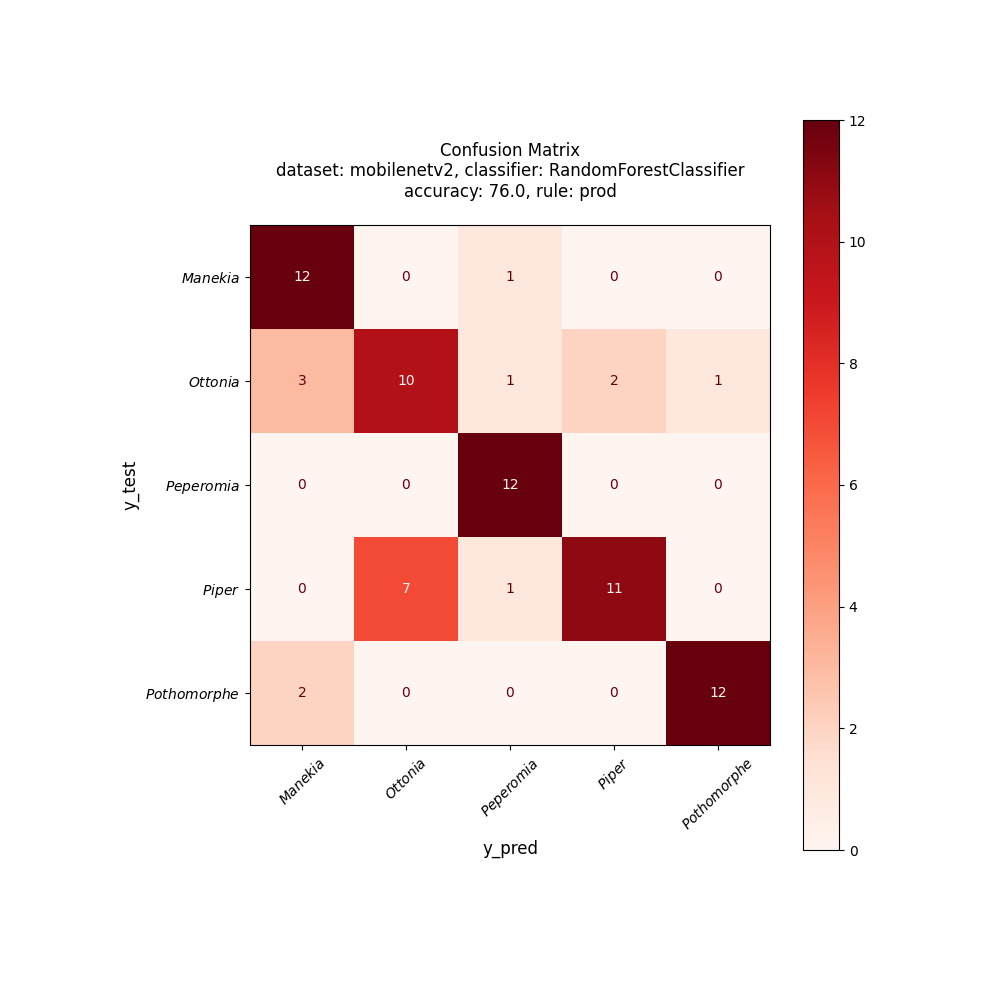 Confusion Matrix
dataset: mobilenetv2, classifier: RandomForestClassifier
accuracy: 76.0, rule: prod
Manekia 12 0 1 0 0
Ottonia 3 10 1 2 1
Peperomia 0 0 12 0 0
Piper 0 7 1 11 0
Pothomorphe 2 0 0 0 12
y_test
Manekia Ottonia Peperomia Piper Pothomorphe
y_pred
12
10
8
6
4
2
0